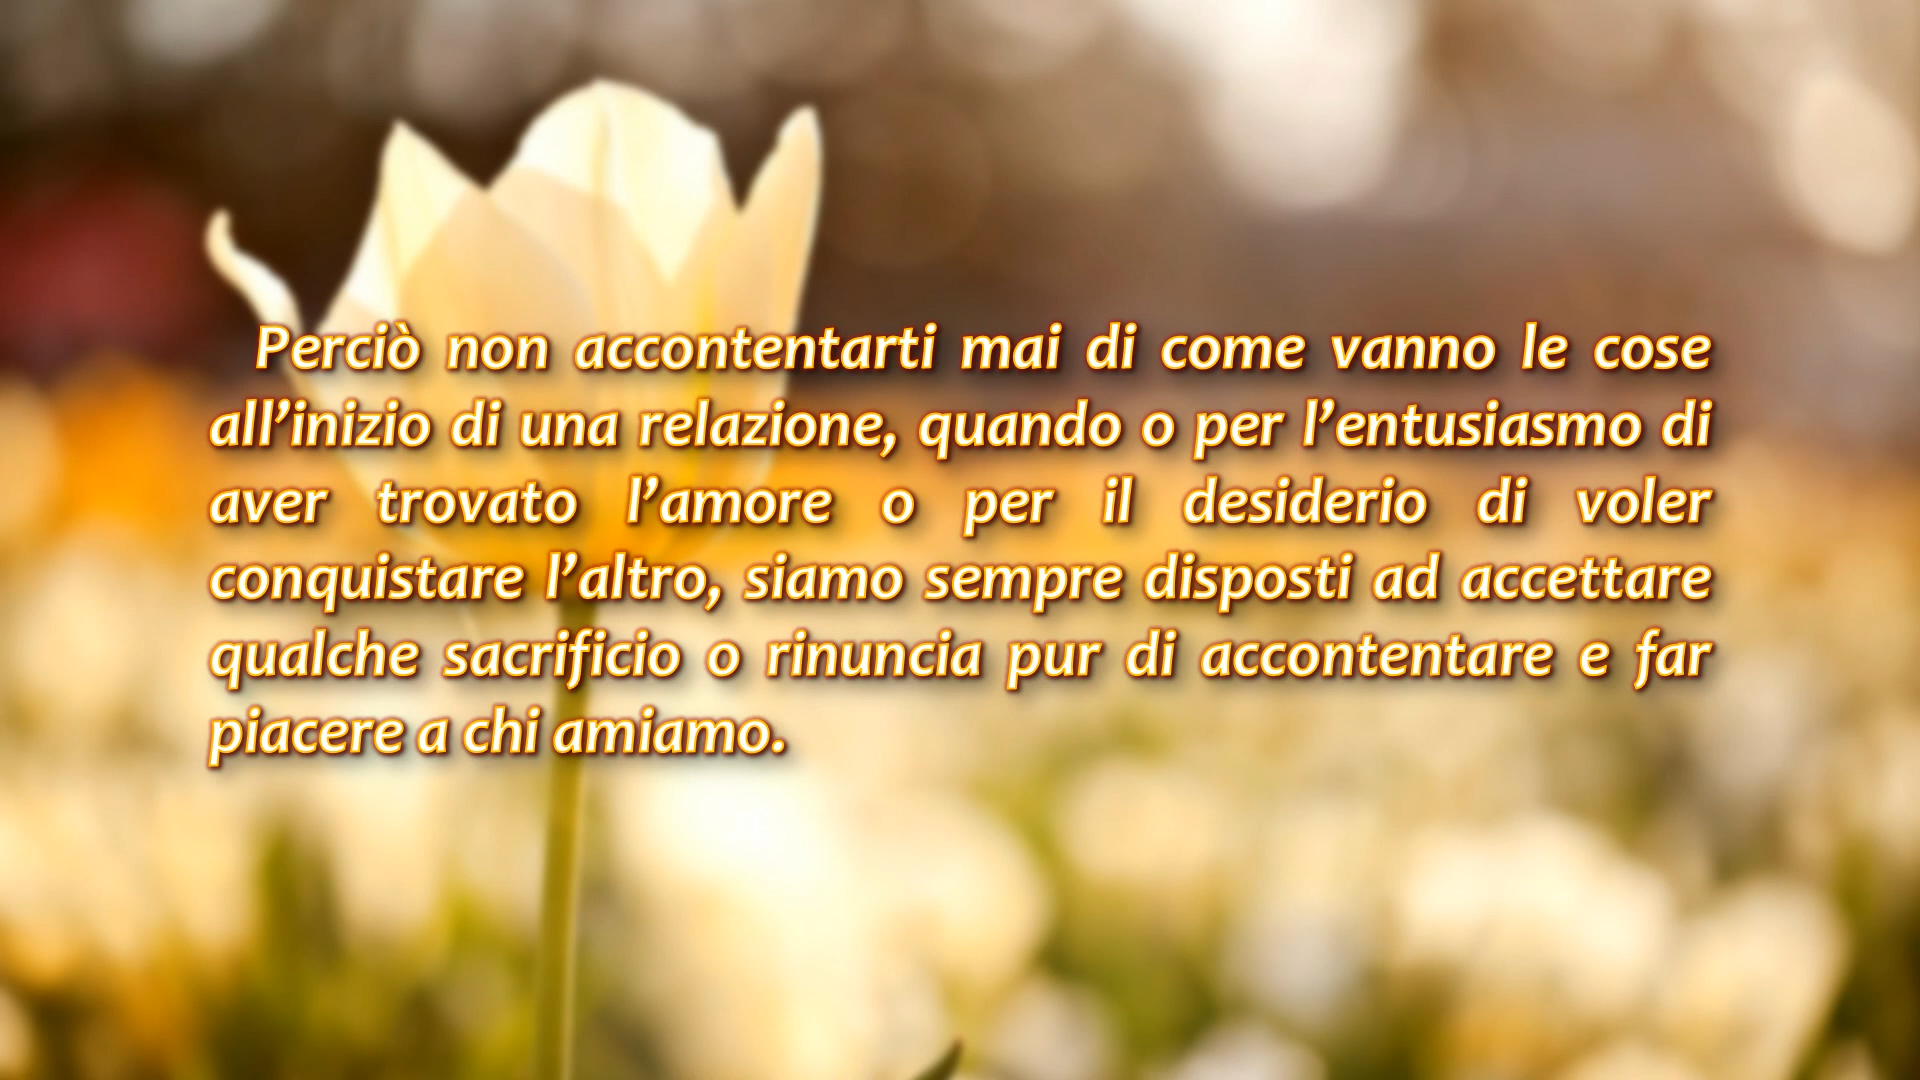 Perciò non accontentarti mai di come vanno le cose
all’inizio di una relazione, quando o per l’entusiasmo di
aver trovato l’amore o per il desiderio di voler
conquistare l’altro, siamo sempre disposti ad accettare
qualche sacrificio o rinuncia pur di accontentare e far
piacere a chi amiamo.